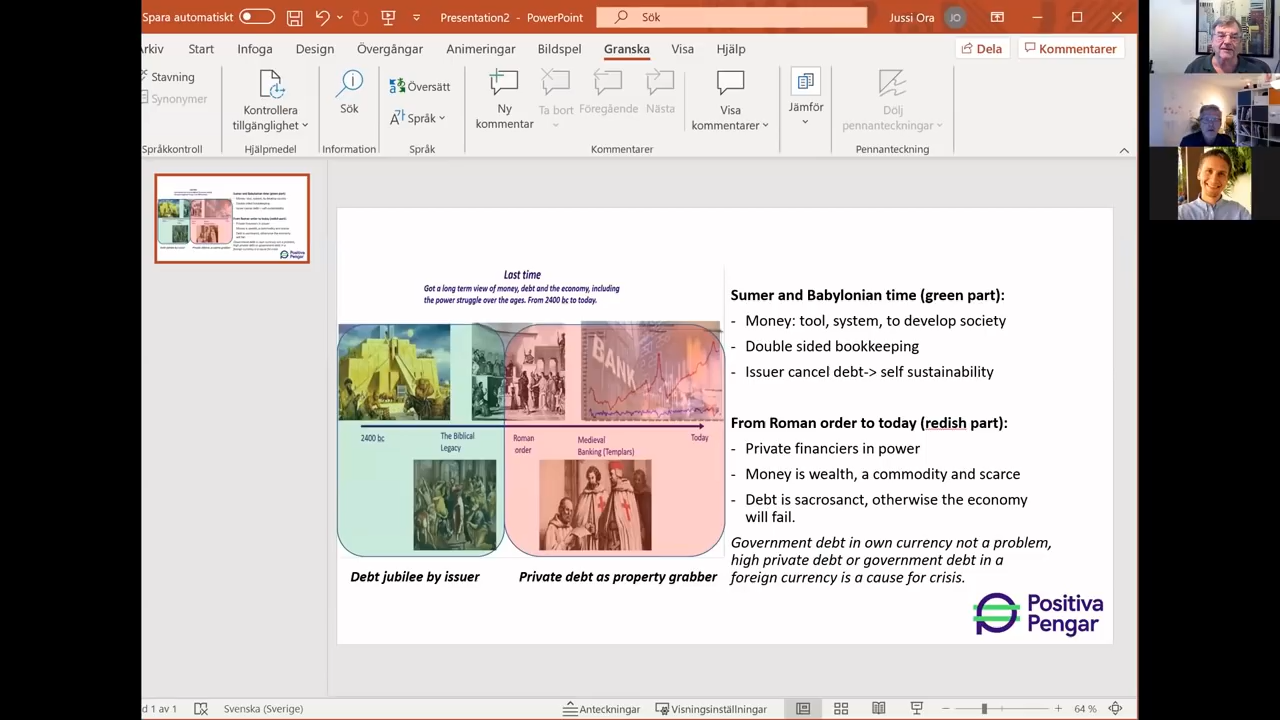 Spara automatiskt
Presentation2 - PowerPoint
Sök
Jussi Ora
JO
rkiv
Start
Infoga
Design
Övergångar
Animeringar
Bildspel
Granska
Visa
Hjälp
Dela
Kommentarer
Stavning
Synonymer
Språkkontroll
Kontrollera
tillgänglighet
Hjälpmedel
Sök
Information
Översätt
Språk
Språk
Ny
kommentar
Ta bort
Föregående
Nästa
Visa
kommentarer
Kommentarer
Jämför
Dölj
pennanteckningar
Pennanteckning
Last time
Got a long term view of money, debt and the economy, including
the power struggle over the ages. From 2400 bc to today.
BANK
2400 bc
The Biblical
Legacy
Roman
order
Medieval
Banking (Templars)
Today
Debt jubilee by issuer
Private debt as property grabber
Sumer and Babylonian time (green part):
- Money: tool, system, to develop society
- Double sided bookkeeping
- Issuer cancel debt-> self sustainability
From Roman order to today (redish part):
- Private financiers in power
- Money is wealth, a commodity and scarce
- Debt is sacrosanct, otherwise the economy
will fail.
Government debt in own currency not a problem,
high private debt or government debt in a
foreign currency is a cause for crisis.
Positiva
Pengar
d 1 av 1
Svenska (Sverige)
Anteckningar
Visningsinställningar
64 %